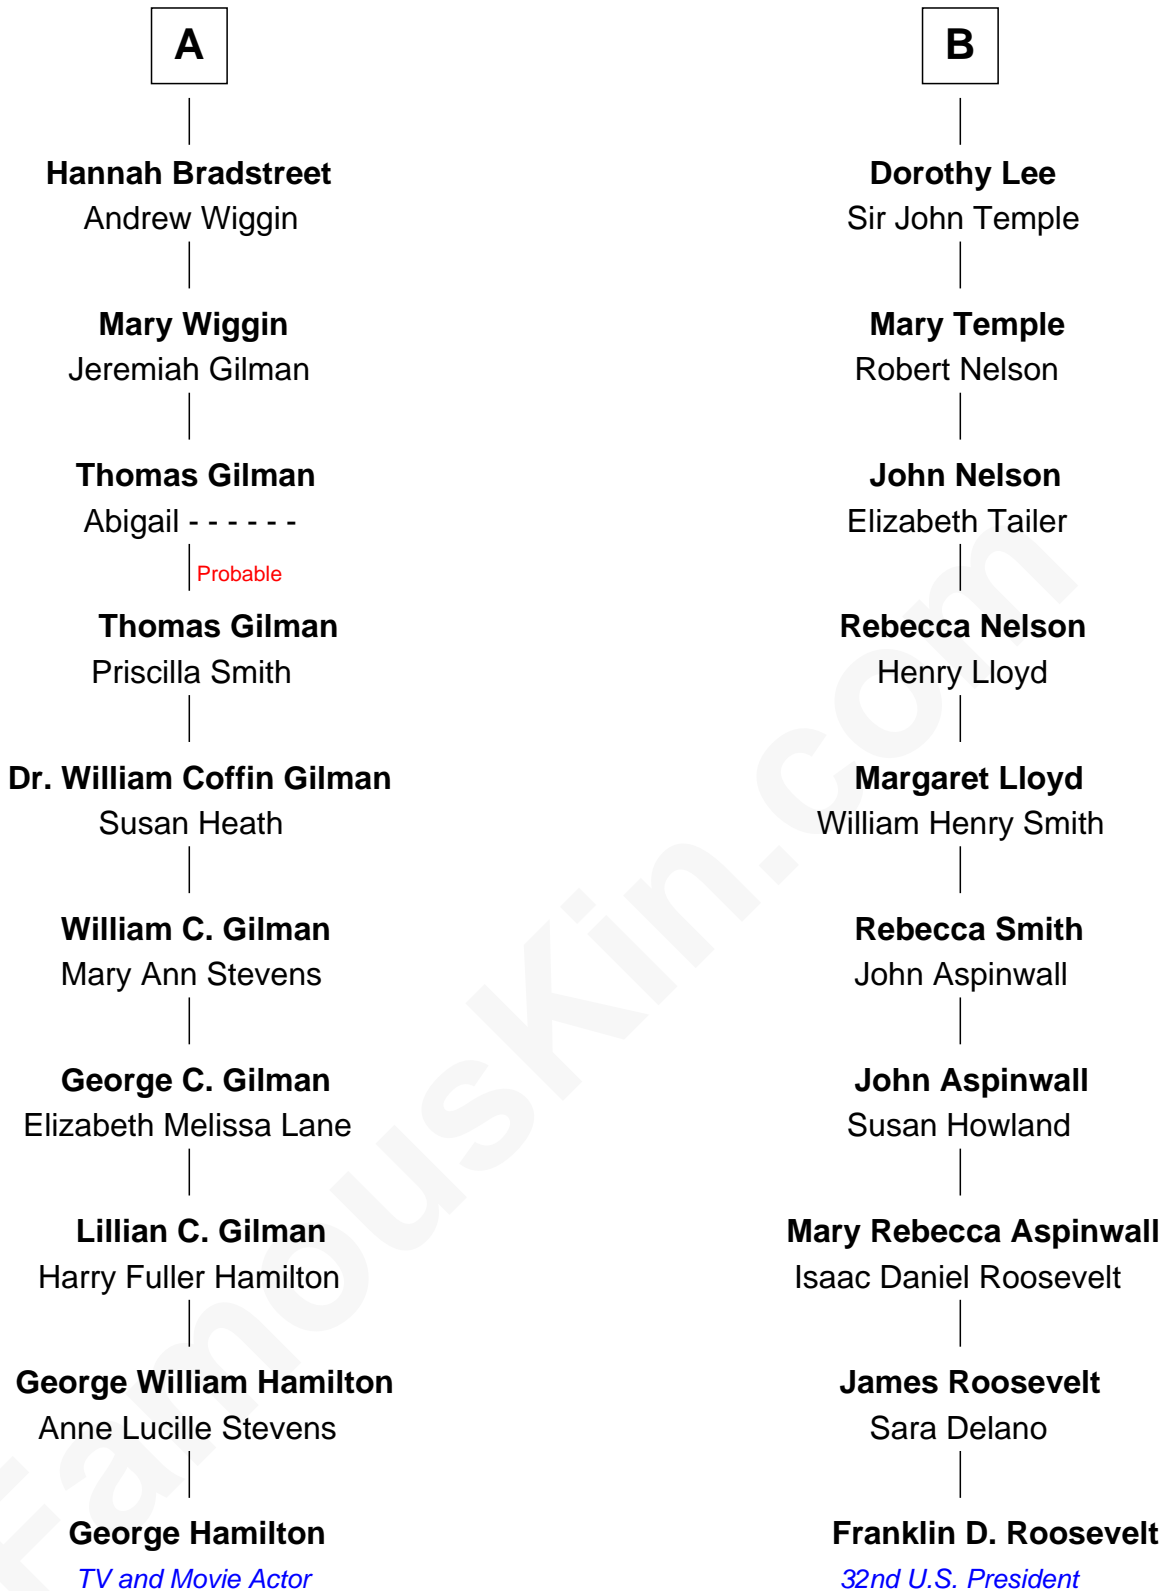 A
Hannah Bradstreet
Andrew Wiggin
Mary Wiggin
Jeremiah Gilman
Thomas Gilman
Abigail - - - - - -
Probable
Thomas Gilman
Priscilla Smith
Dr. William Coffin Gilman
Susan Heath
William C. Gilman
Mary Ann Stevens
George C. Gilman
Elizabeth Melissa Lane
Lillian C. Gilman
Harry Fuller Hamilton
George William Hamilton
Anne Lucille Stevens
George Hamilton
TV and Movie Actor
B
Dorothy Lee
Sir John Temple
Mary Temple
Robert Nelson
John Nelson
Elizabeth Tailer
Rebecca Nelson
Henry Lloyd
Margaret Lloyd
William Henry Smith
Rebecca Smith
John Aspinwall
John Aspinwall
Susan Howland
Mary Rebecca Aspinwall
Isaac Daniel Roosevelt
James Roosevelt
Sara Delano
Franklin D. Roosevelt
32nd U.S. President
FamousKin.com